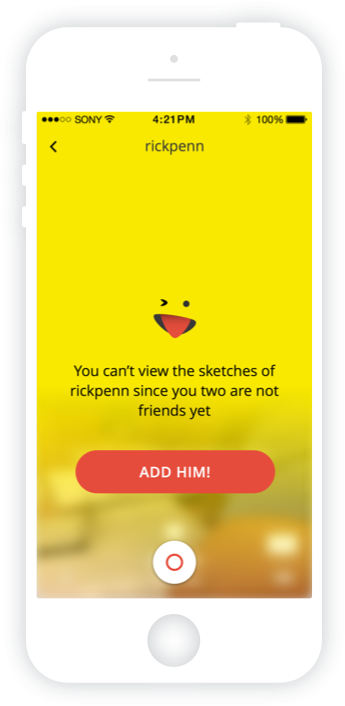 SONY 4:21PM 100%
rickpenn
You can't view the sketches of
rickpenn since you two are not
friends yet
ADD HIM!